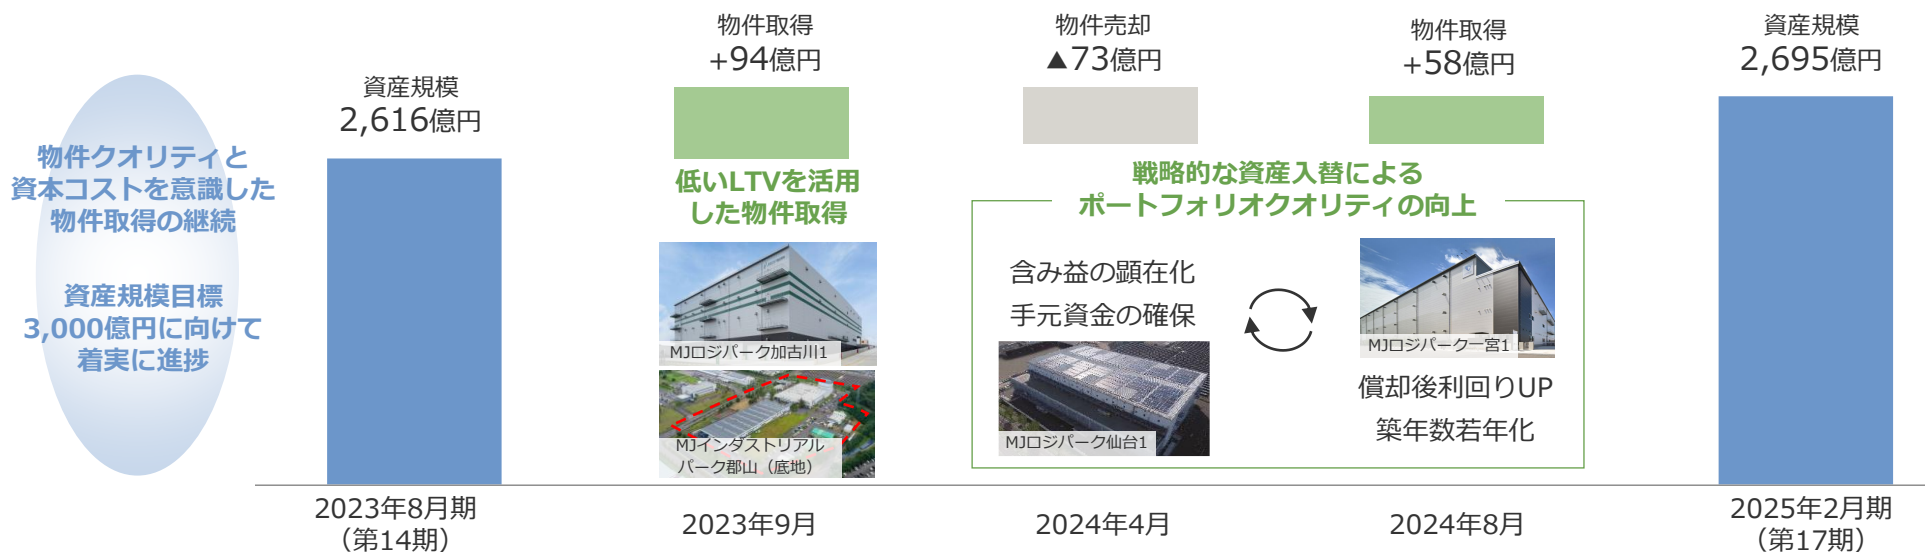 物件クオリティと
資本コストを意識した
物件取得の継続
資産規模目標
3,000億円に向けて
着実に進捗
資産規模
2,616億円
2023年8月期
（第14期）
物件取得
+94億円
低いLTVを活用
した物件取得
MJロジパーク加古川1
MJインダストリアル
パーク郡山（底地）
2023年9月
物件売却
▲73億円
戦略的な資産入替による
ポートフォリオクオリティの向上
含み益の顕在化
手元資金の確保
MJロジパーク仙台1
2024年4月
物件取得
+58億円
MJロジパーク一宮1
償却後利回りUP
築年数若年化
2024年8月
資産規模
2,695億円
2025年2月期
（第17期）